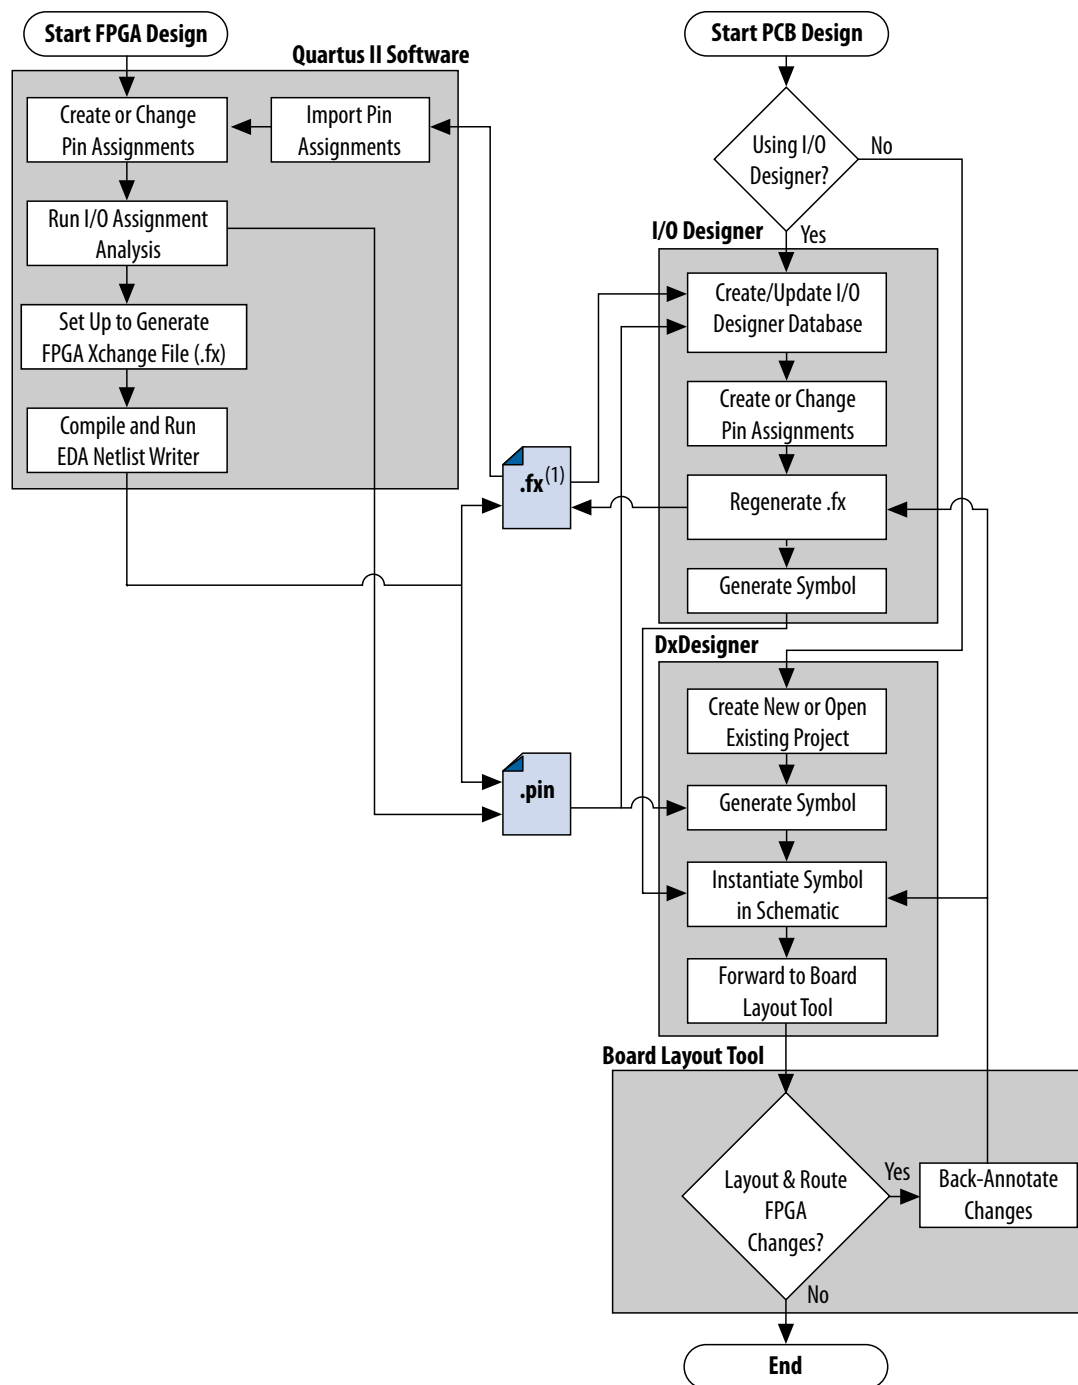 Start FPGA Design
Quartus II Software
Create or Change
Pin Assignments
Import Pin
Assignments
Run I/O Assignment
Analysis
Set Up to Generate
FPGA Xchange File (.fx)
Compile and Run
EDA Netlist Writer
.fx(1)
.pin
Start PCB Design
Using I/O
Designer?
No
Yes
I/O Designer
Create/Update I/O
Designer Database
Create or Change
Pin Assignments
Regenerate .fx
Generate Symbol
DxDesigner
Create New or Open
Existing Project
Generate Symbol
Instantiate Symbol
in Schematic
Forward to Board
Layout Tool
Board Layout Tool
Layout & Route
FPGA
Changes?
Yes
Back-Annotate
Changes
No
End